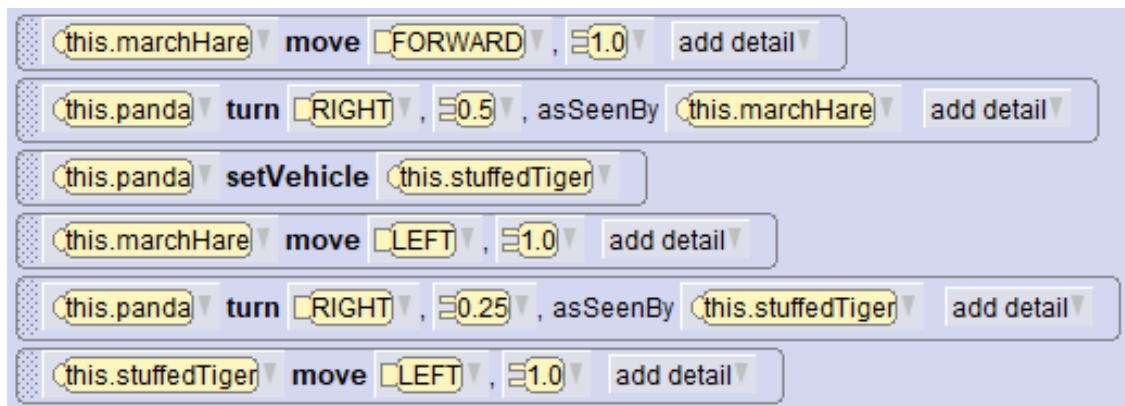 this.marchHare move FORWARD , 1.0 add detail
this.panda turn RIGHT , 0.5 , asSeenBy this.marchHare add detail
this.panda setVehicle this.stuffedTiger
this.marchHare move LEFT , 1.0 add detail
this.panda turn RIGHT , 0.25 , asSeenBy this.stuffedTiger add detail
this.stuffedTiger move LEFT , 1.0 add detail